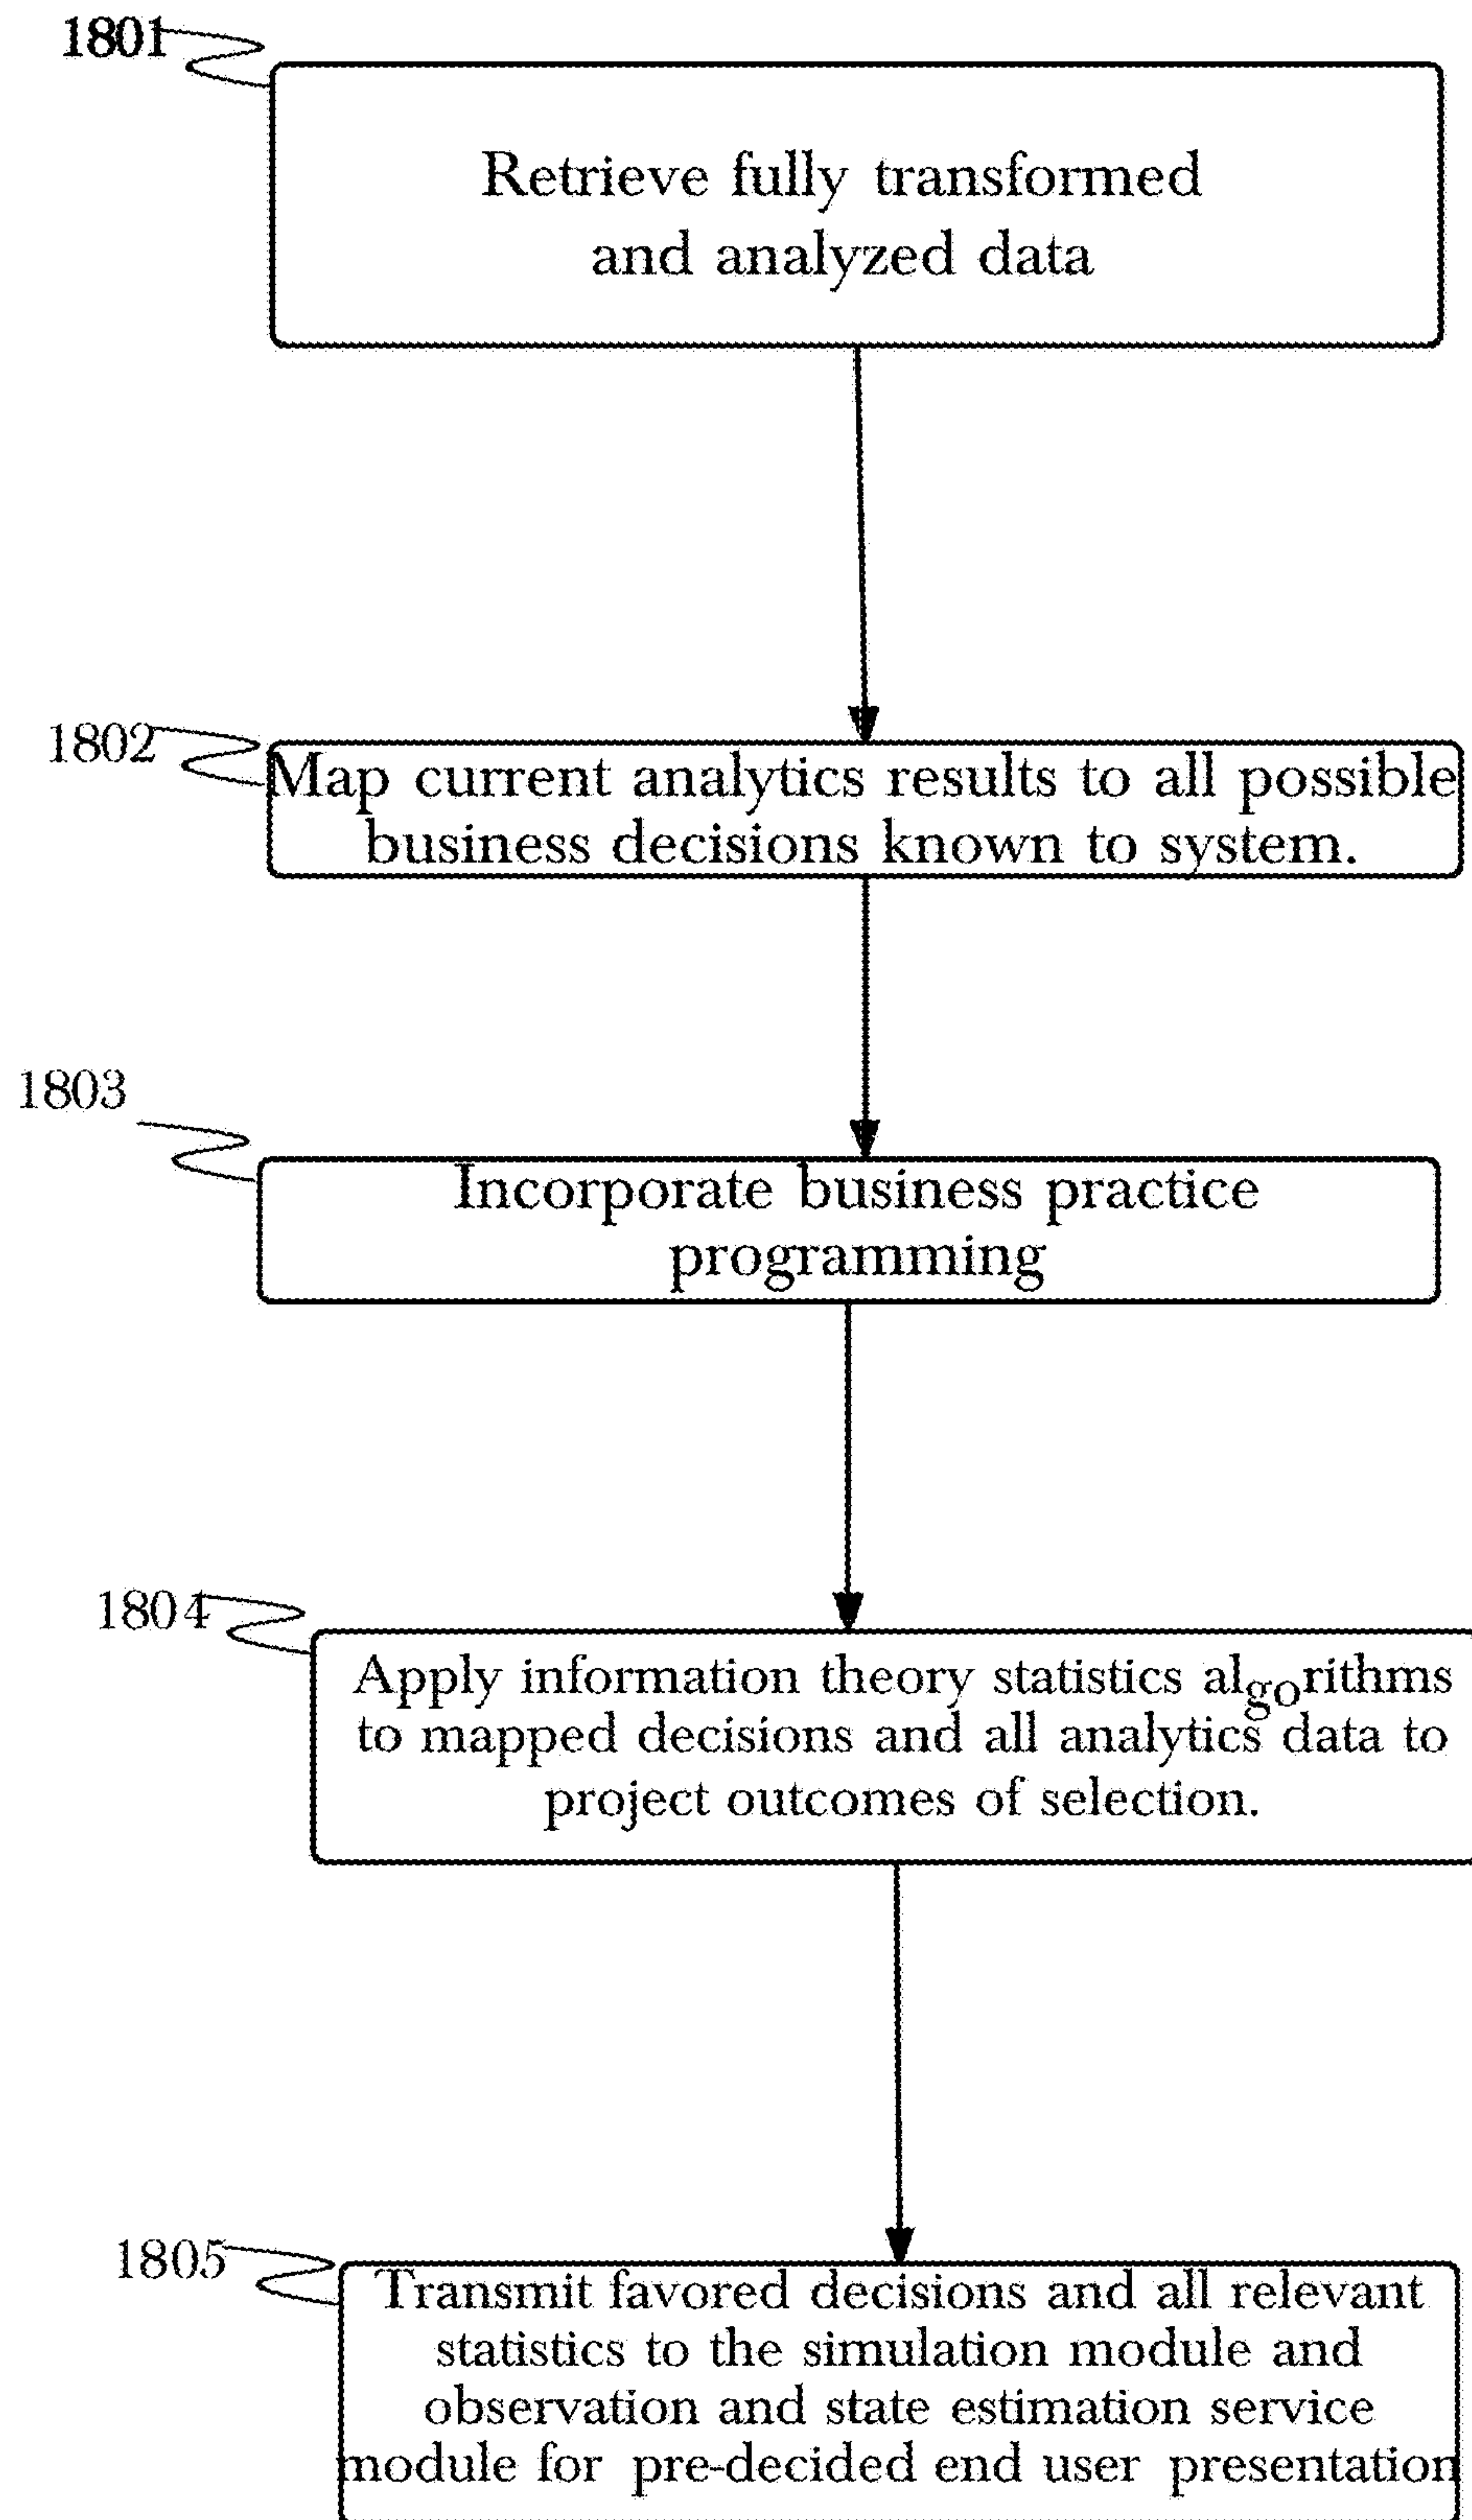 1801
Retrieve fully transformed
and analyzed data
1802
Map current analytics results to all possible
business decisions known to system.
1803
Incorporate business practice
programming
1804
Apply information theory statistics algorithms
to mapped decisions and all analytics data to
project outcomes of selection.
1805
Transmit favored decisions and all relevant
statistics to the simulation module and
observation and state estimation service
module for pre-decided end user presentation